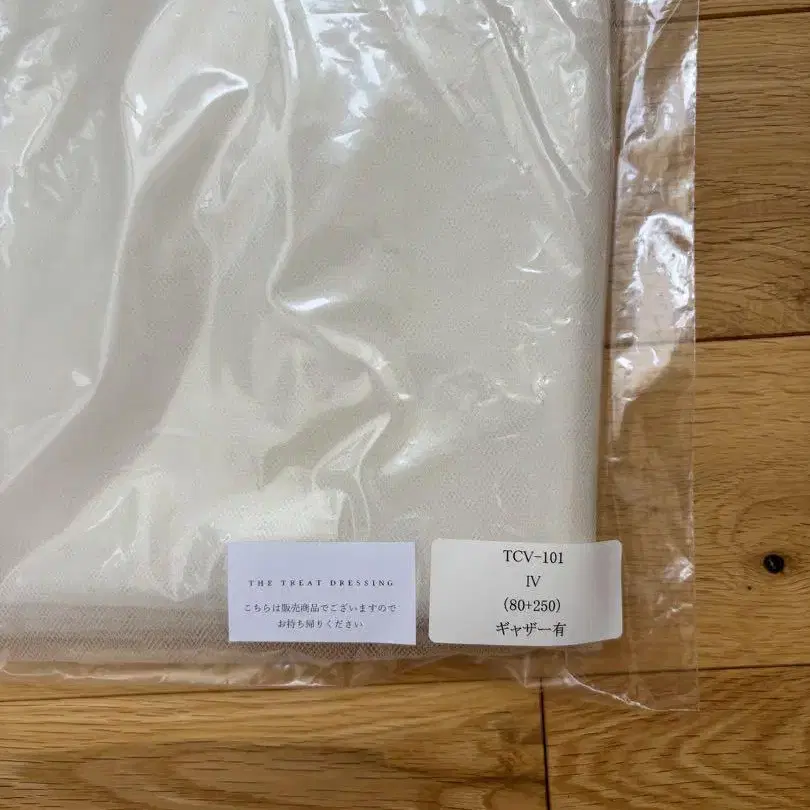 THE TREAT DRESSING
こちらは販売商品でございますので
お持ち帰りください
TCV-101
IV
(80+250)
ギャザー有